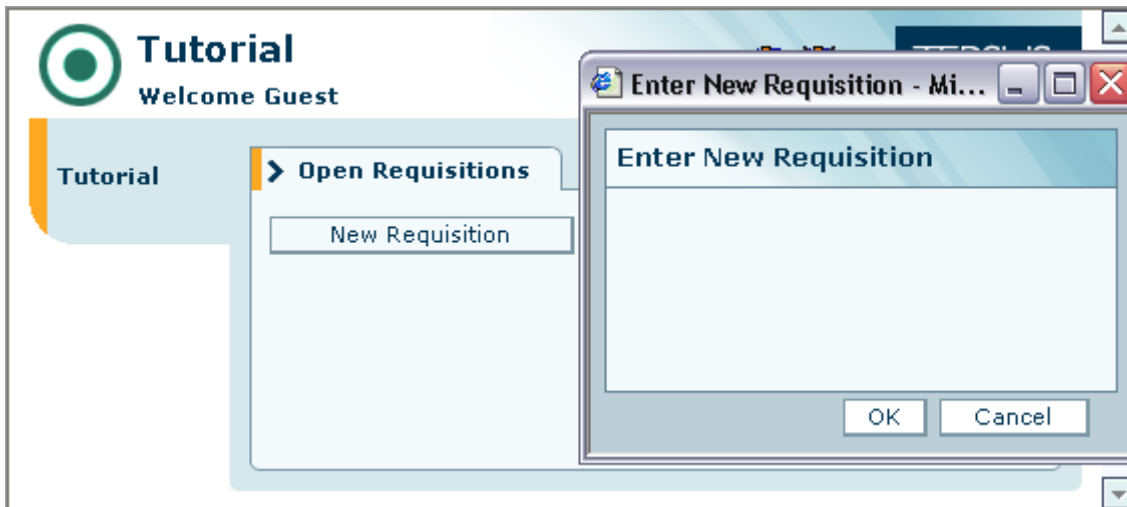 Tutorial
Welcome Guest
Tutorial
Open Requisitions
New Requisition
Enter New Requisition - Mi...
Enter New Requisition
OK
Cancel